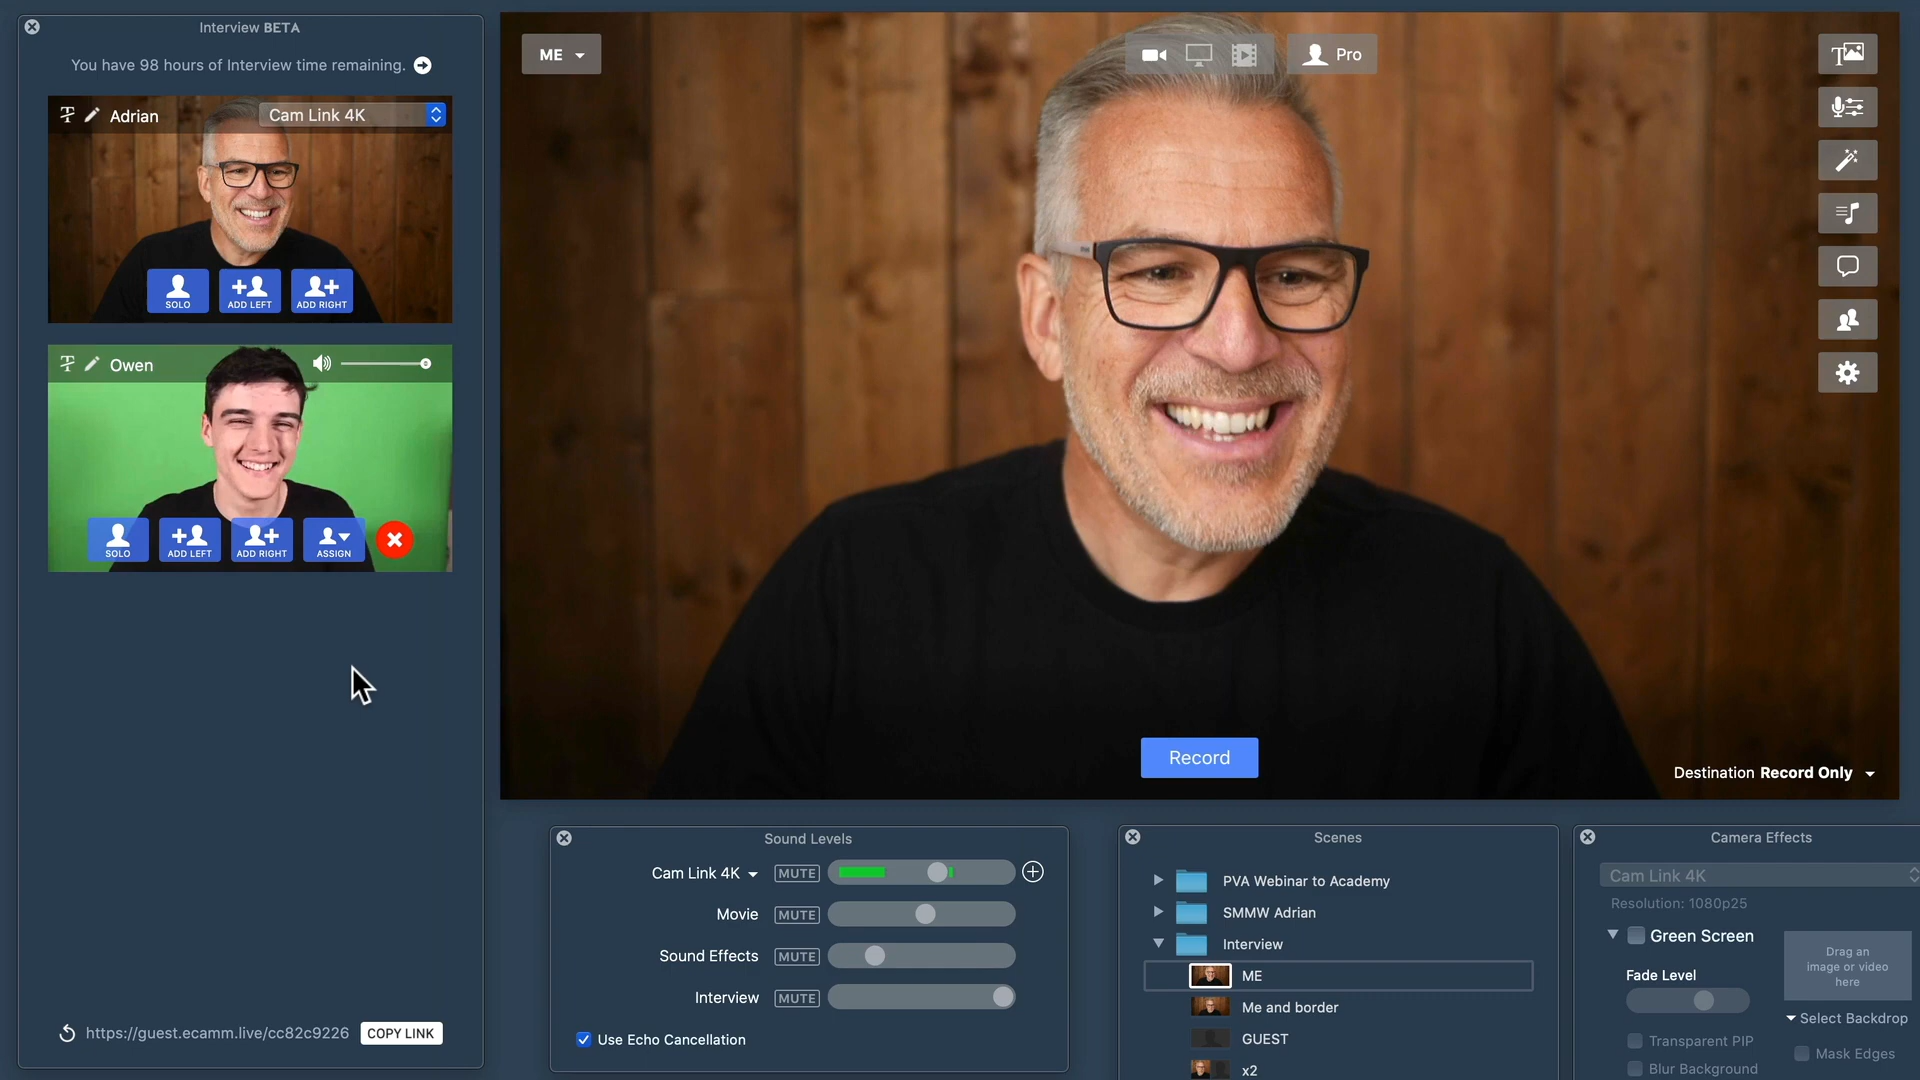 Interview BETA
You have 98 hours of Interview time remaining.
Adrian
Cam Link 4K
SOLO
ADD LEFT
ADD RIGHT
Owen
SOLO
ADD LEFT
ADD RIGHT
ASSIGN
https://guest.ecamm.live/cc82c9226
COPY LINK
ME
Pro
Record
Destination Record Only
Sound Levels
Cam Link 4K
MUTE
Movie
MUTE
Sound Effects
MUTE
Interview
MUTE
Use Echo Cancellation
Scenes
PVA Webinar to Academy
SMMW Adrian
Interview
ME
Me and border
GUEST
x2
Camera Effects
Cam Link 4K
Resolution: 1080p25
Green Screen
Fade Level
Drag an
image or video
here
Select Backdrop
Transparent PIP
Mask Edges
Blur Background